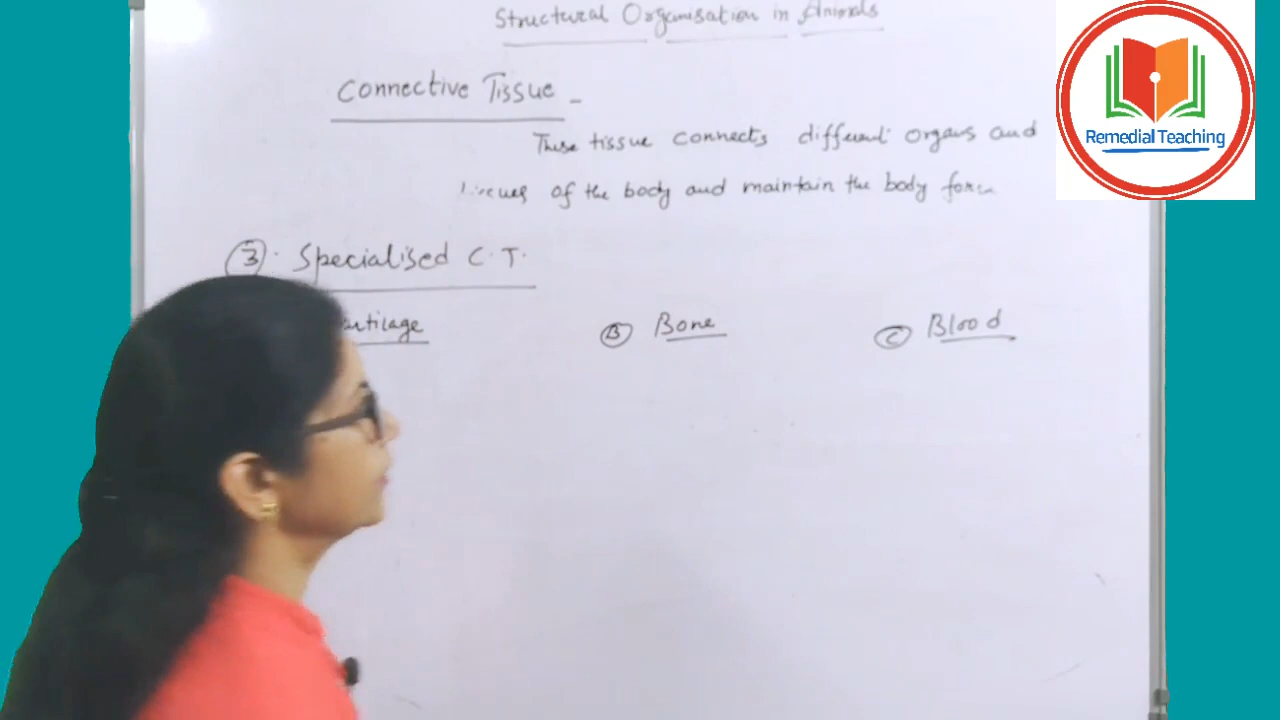 Structural Organisation in Animals
Connective Tissue -
These tissue connects different organs and
of the body and maintain the body form
3. Specialised C.T.
artilage
B Bone
C Blood
Remedial Teaching